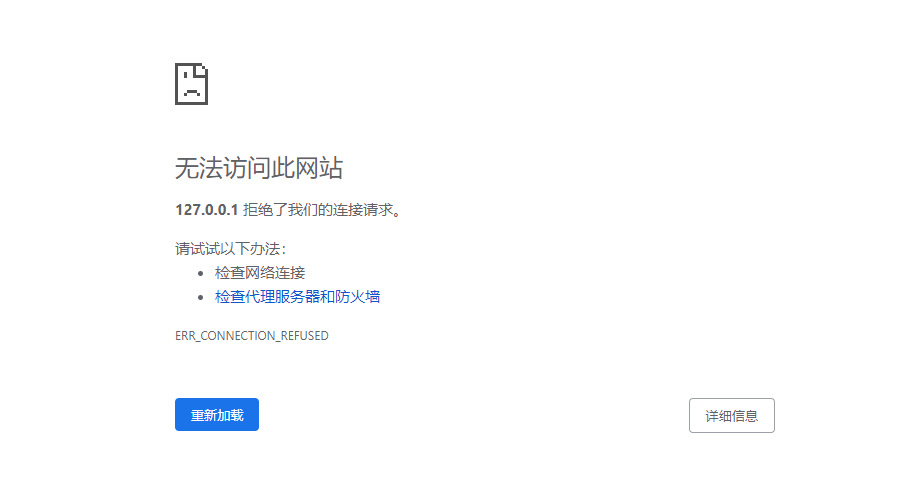 无法访问此网站
127.0.0.1 拒绝了我们的连接请求。
请试试以下办法：
检查网络连接
检查代理服务器和防火墙
ERR_CONNECTION_REFUSED
重新加载
详细信息